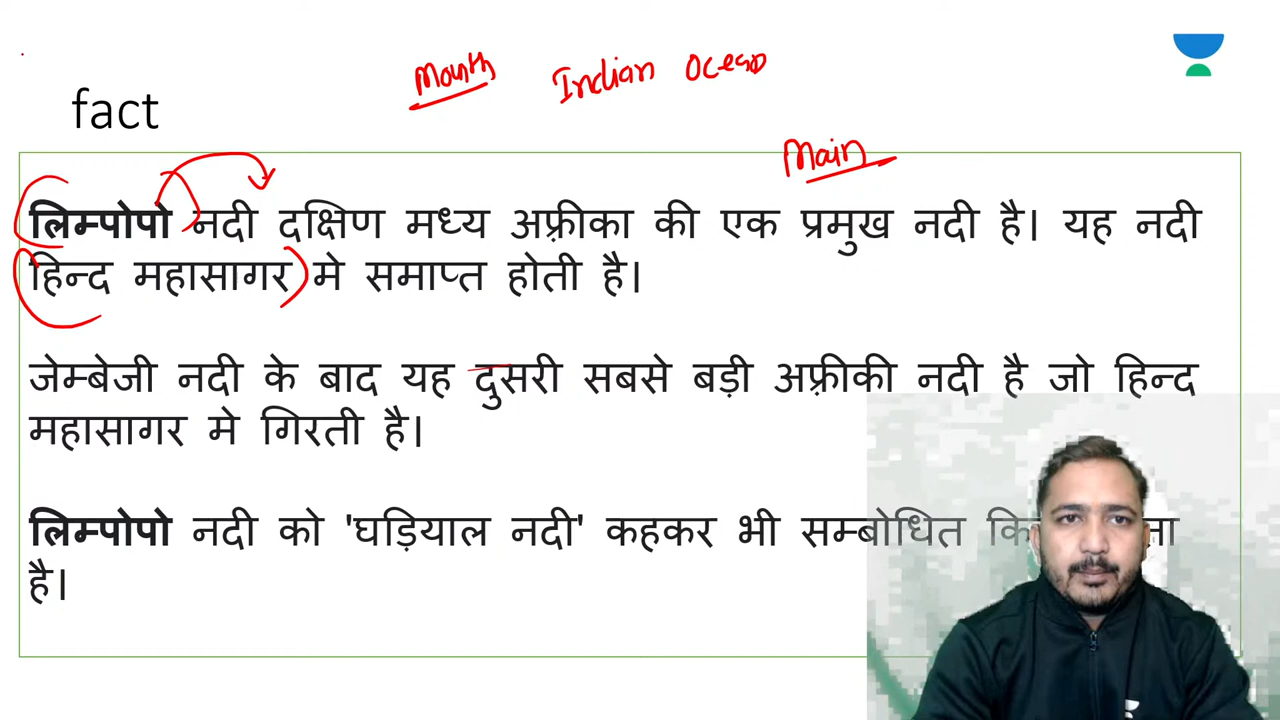 Mouth Indian Ocean
fact
Main
लिम्पोपो नदी दक्षिण मध्य अफ़्रीका की एक प्रमुख नदी है। यह नदी
हिन्द महासागर मे समाप्त होती है।
जेम्बेजी नदी के बाद यह दुसरी सबसे बड़ी अफ़्रीकी नदी है जो हिन्द
महासागर मे गिरती है।
लिम्पोपो नदी को 'घड़ियाल नदी' कहकर भी सम्बोधित
है।